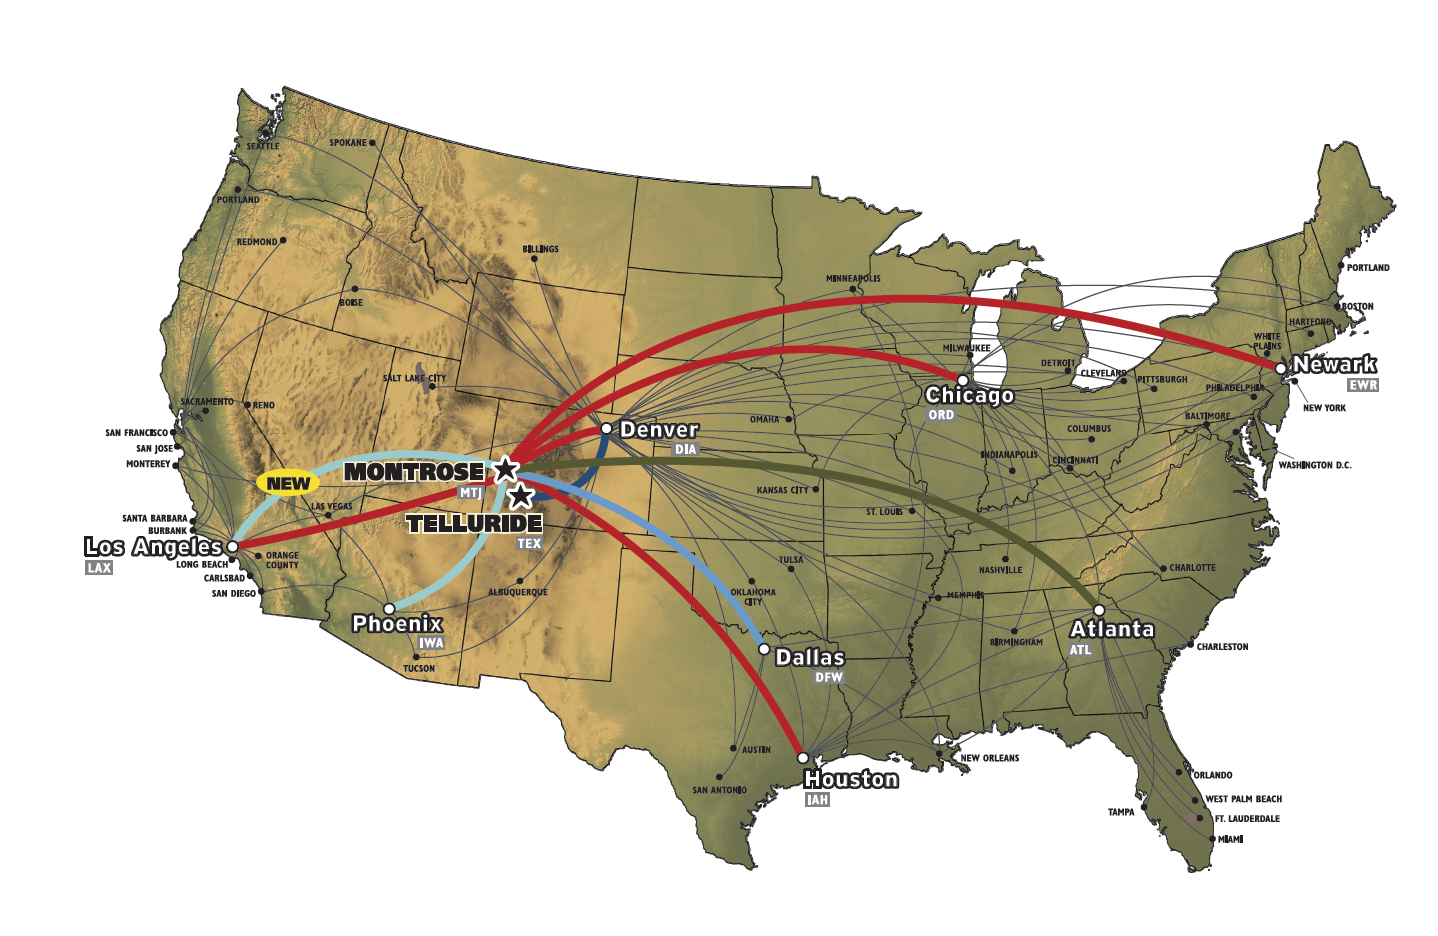 SEATTLE
SPOKANE
PORTLAND
REDMOND
BILLINGS
BOISE
MINNEAPOLIS
PORTLAND
BOSTON
HARTFORD
WHITE
PLAINS
MILWAUKEE
DETROIT
CLEVELAND
PITTSBURGH
PHILADELPHIA
Newark
EWR
NEW YORK
SALT LAKE CITY
Chicago
ORD
SACRAMENTO
RENO
OMAHA
BALTIMORE
SAN FRANCISCO
SAN JOSE
MONTEREY
Denver
DIA
COLUMBUS
INDIANAPOLIS
CINCINNATI
WASHINGTON D.C.
NEW
MONTROSE
MTJ
KANSAS CITY
ST. LOUIS
LAS VEGAS
TELLURIDE
TEX
SANTA BARBARA
BURBANK
Los Angeles
LAX
ORANGE
COUNTY
LONG BEACH
CARLSBAD
SAN DIEGO
ALBUQUERQUE
TULSA
OKLAHOMA
CITY
NASHVILLE
CHARLOTTE
MEMPHIS
Phoenix
IWA
TUCSON
BIRMINGHAM
Atlanta
ATL
CHARLESTON
Dallas
DFW
AUSTIN
SAN ANTONIO
Houston
IAH
NEW ORLEANS
ORLANDO
WEST PALM BEACH
TAMPA
FT. LAUDERDALE
MIAMI